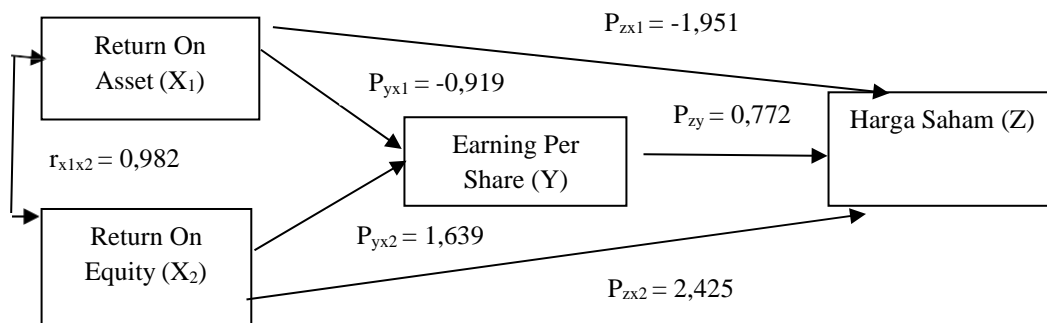 P_zx1 = -1,951
Return On
Asset (X₁)
P_yx1 = -0,919
P_zy = 0,772
Harga Saham (Z)
Earning Per
Share (Y)
r_x1x2 = 0,982
Return On
Equity (X₂)
P_yx2 = 1,639
P_zx2 = 2,425